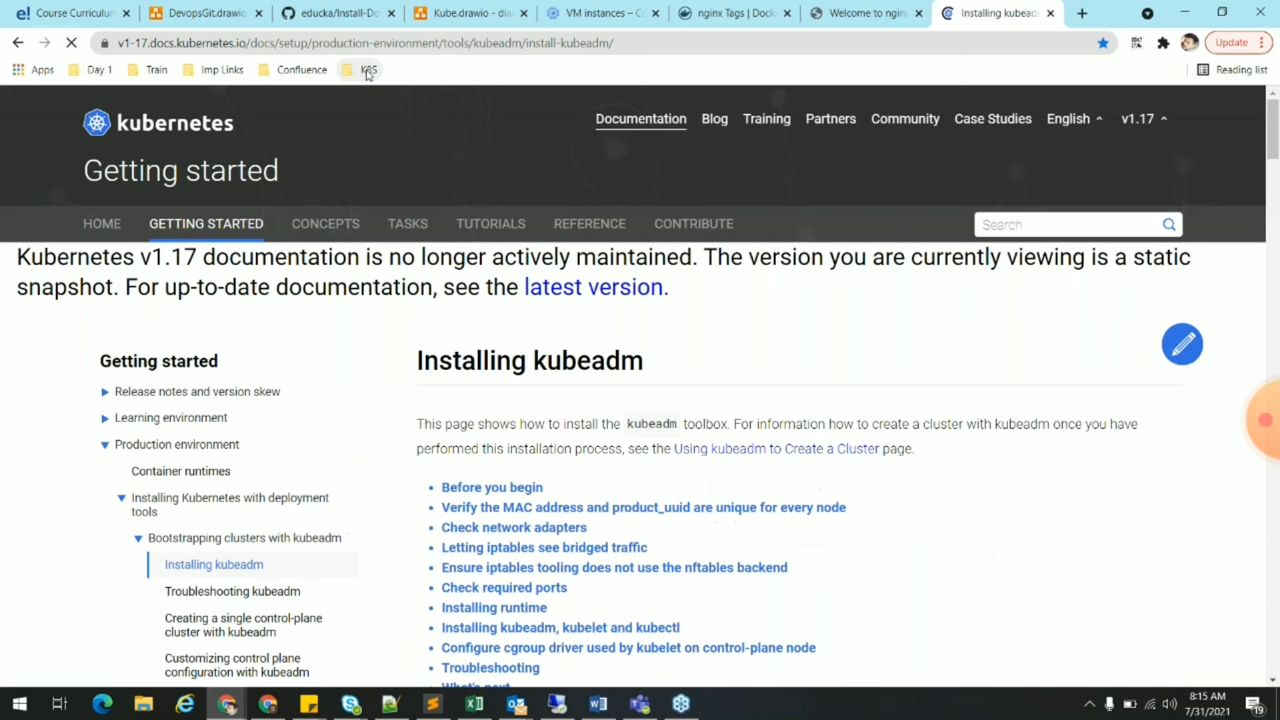 e! Course Curriculum
DevopsGit.drawio
educka/Install-Do
Kube.drawio - dia
VM instances – C
nginx Tags | Dock
Welcome to nginx
Installing kubead
v1-17.docs.kubernetes.io/docs/setup/production-environment/tools/kubeadm/install-kubeadm/
Update
Apps
Day 1
Train
Imp Links
Confluence
K8S
Reading list
kubernetes
Documentation
Blog
Training
Partners
Community
Case Studies
English
v1.17
Getting started
HOME
GETTING STARTED
CONCEPTS
TASKS
TUTORIALS
REFERENCE
CONTRIBUTE
Search
Kubernetes v1.17 documentation is no longer actively maintained. The version you are currently viewing is a static
snapshot. For up-to-date documentation, see the latest version.
Getting started
Release notes and version skew
Learning environment
Production environment
Container runtimes
Installing Kubernetes with deployment
tools
Bootstrapping clusters with kubeadm
Installing kubeadm
Troubleshooting kubeadm
Creating a single control-plane
cluster with kubeadm
Customizing control plane
configuration with kubeadm
Installing kubeadm
This page shows how to install the kubeadm toolbox. For information how to create a cluster with kubeadm once you have
performed this installation process, see the Using kubeadm to Create a Cluster page.
Before you begin
Verify the MAC address and product_uuid are unique for every node
Check network adapters
Letting iptables see bridged traffic
Ensure iptables tooling does not use the nftables backend
Check required ports
Installing runtime
Installing kubeadm, kubelet and kubectl
Configure cgroup driver used by kubelet on control-plane node
Troubleshooting
What's next
8:15 AM
7/31/2021
19